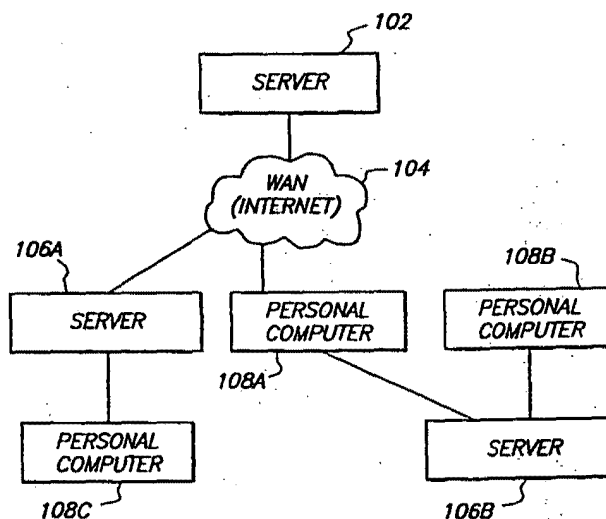 102
SERVER
WAN
(INTERNET)
104
106A
SERVER
PERSONAL
COMPUTER
108A
108B
PERSONAL
COMPUTER
PERSONAL
COMPUTER
108C
SERVER
106B